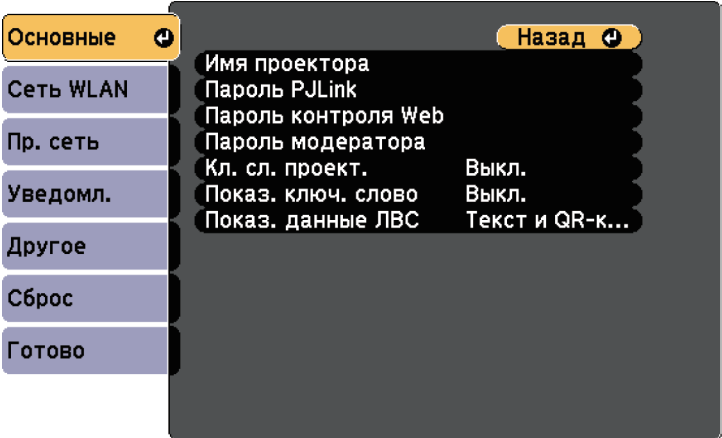 Основные
Сеть WLAN
Пр. сеть
Уведомл.
Другое
Сброс
Готово
Назад
Имя проектора
Пароль PJLink
Пароль контроля Web
Пароль модератора
Кл. сл. проект. Выкл.
Показ. ключ. слово Выкл.
Показ. данные ЛВС Текст и QR-к...